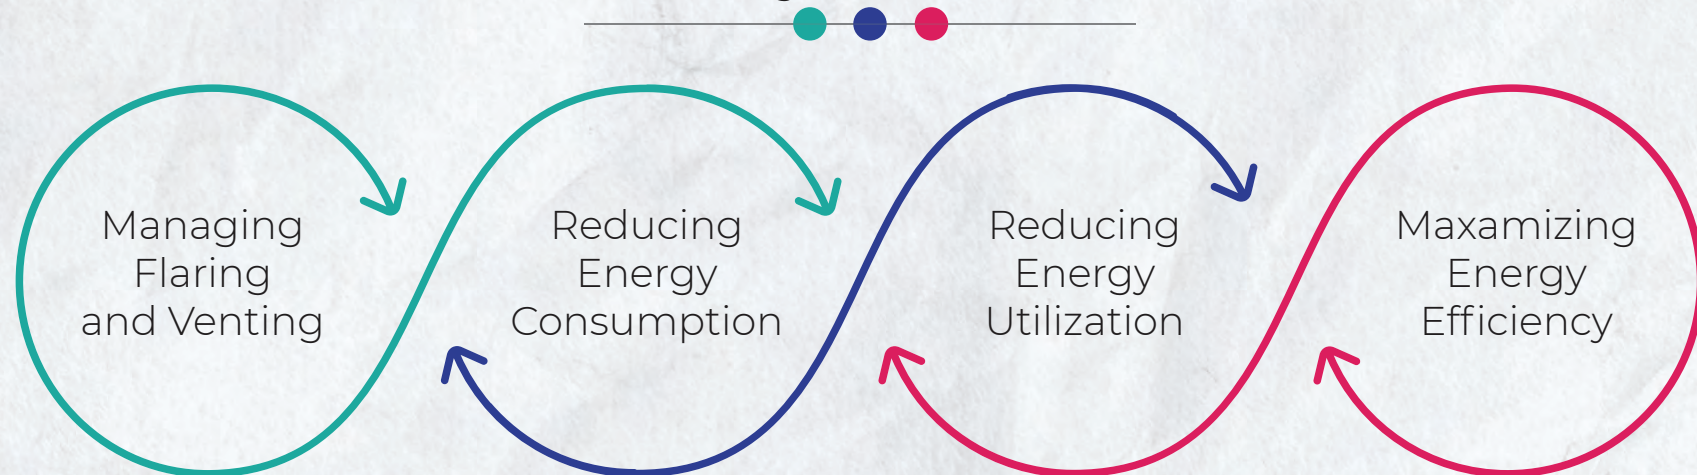 Managing
Flaring
and Venting
Reducing
Energy
Consumption
Reducing
Energy
Utilization
Maxamizing
Energy
Efficiency